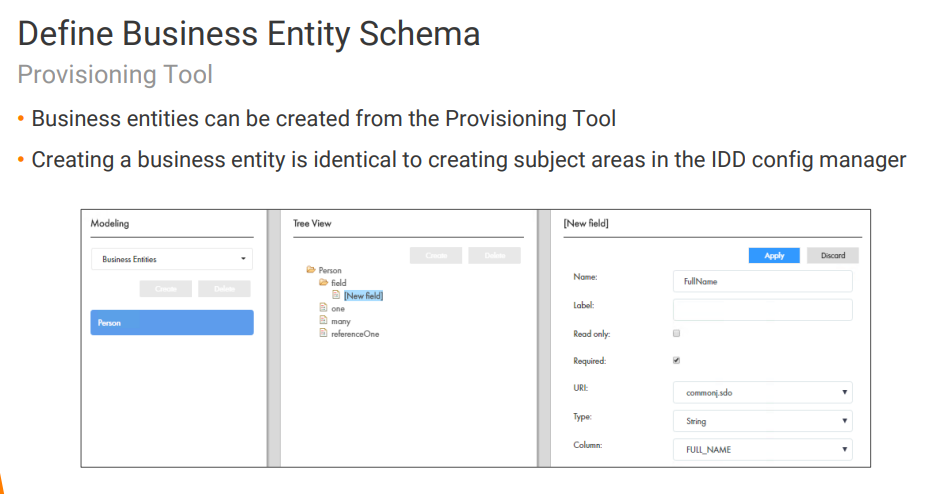 Define Business Entity Schema
Provisioning Tool
• Business entities can be created from the Provisioning Tool
• Creating a business entity is identical to creating subject areas in the IDD config manager
Modeling
Business Entities
Create Delete
Person
Tree View
Create Delete
Person
field
[New field]
one
many
referenceOne
[New field]
Apply Discard
Name: FullName
Label:
Read only:
Required:
URI: commonj.sdo
Type: String
Column: FULL_NAME